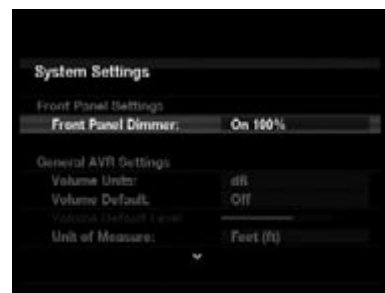 System Settings
Front Panel Settings
Front Panel Dimmer: On 100%
General AVR Settings
Volume Units: dB
Volume Default: Off
Volume Default Level
Unit of Measure: Feet (ft)